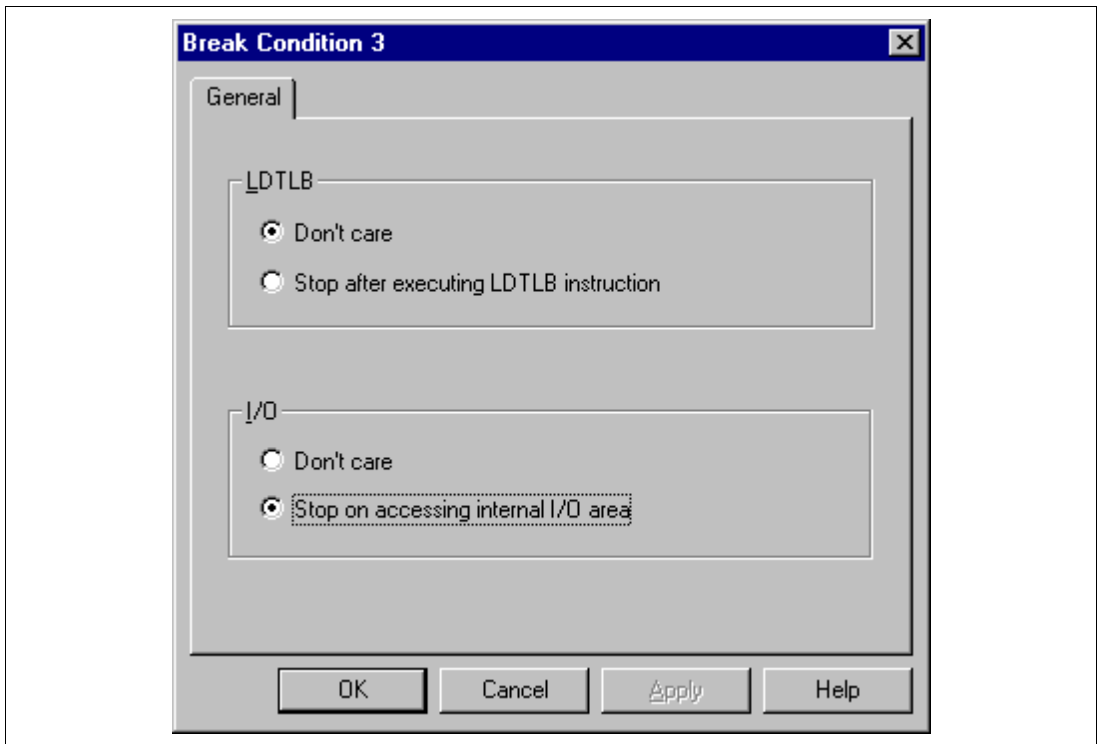 Break Condition 3
General
LDTLB
Don't care
Stop after executing LDTLB instruction
I/O
Don't care
Stop on accessing internal I/O area
OK Cancel Apply Help